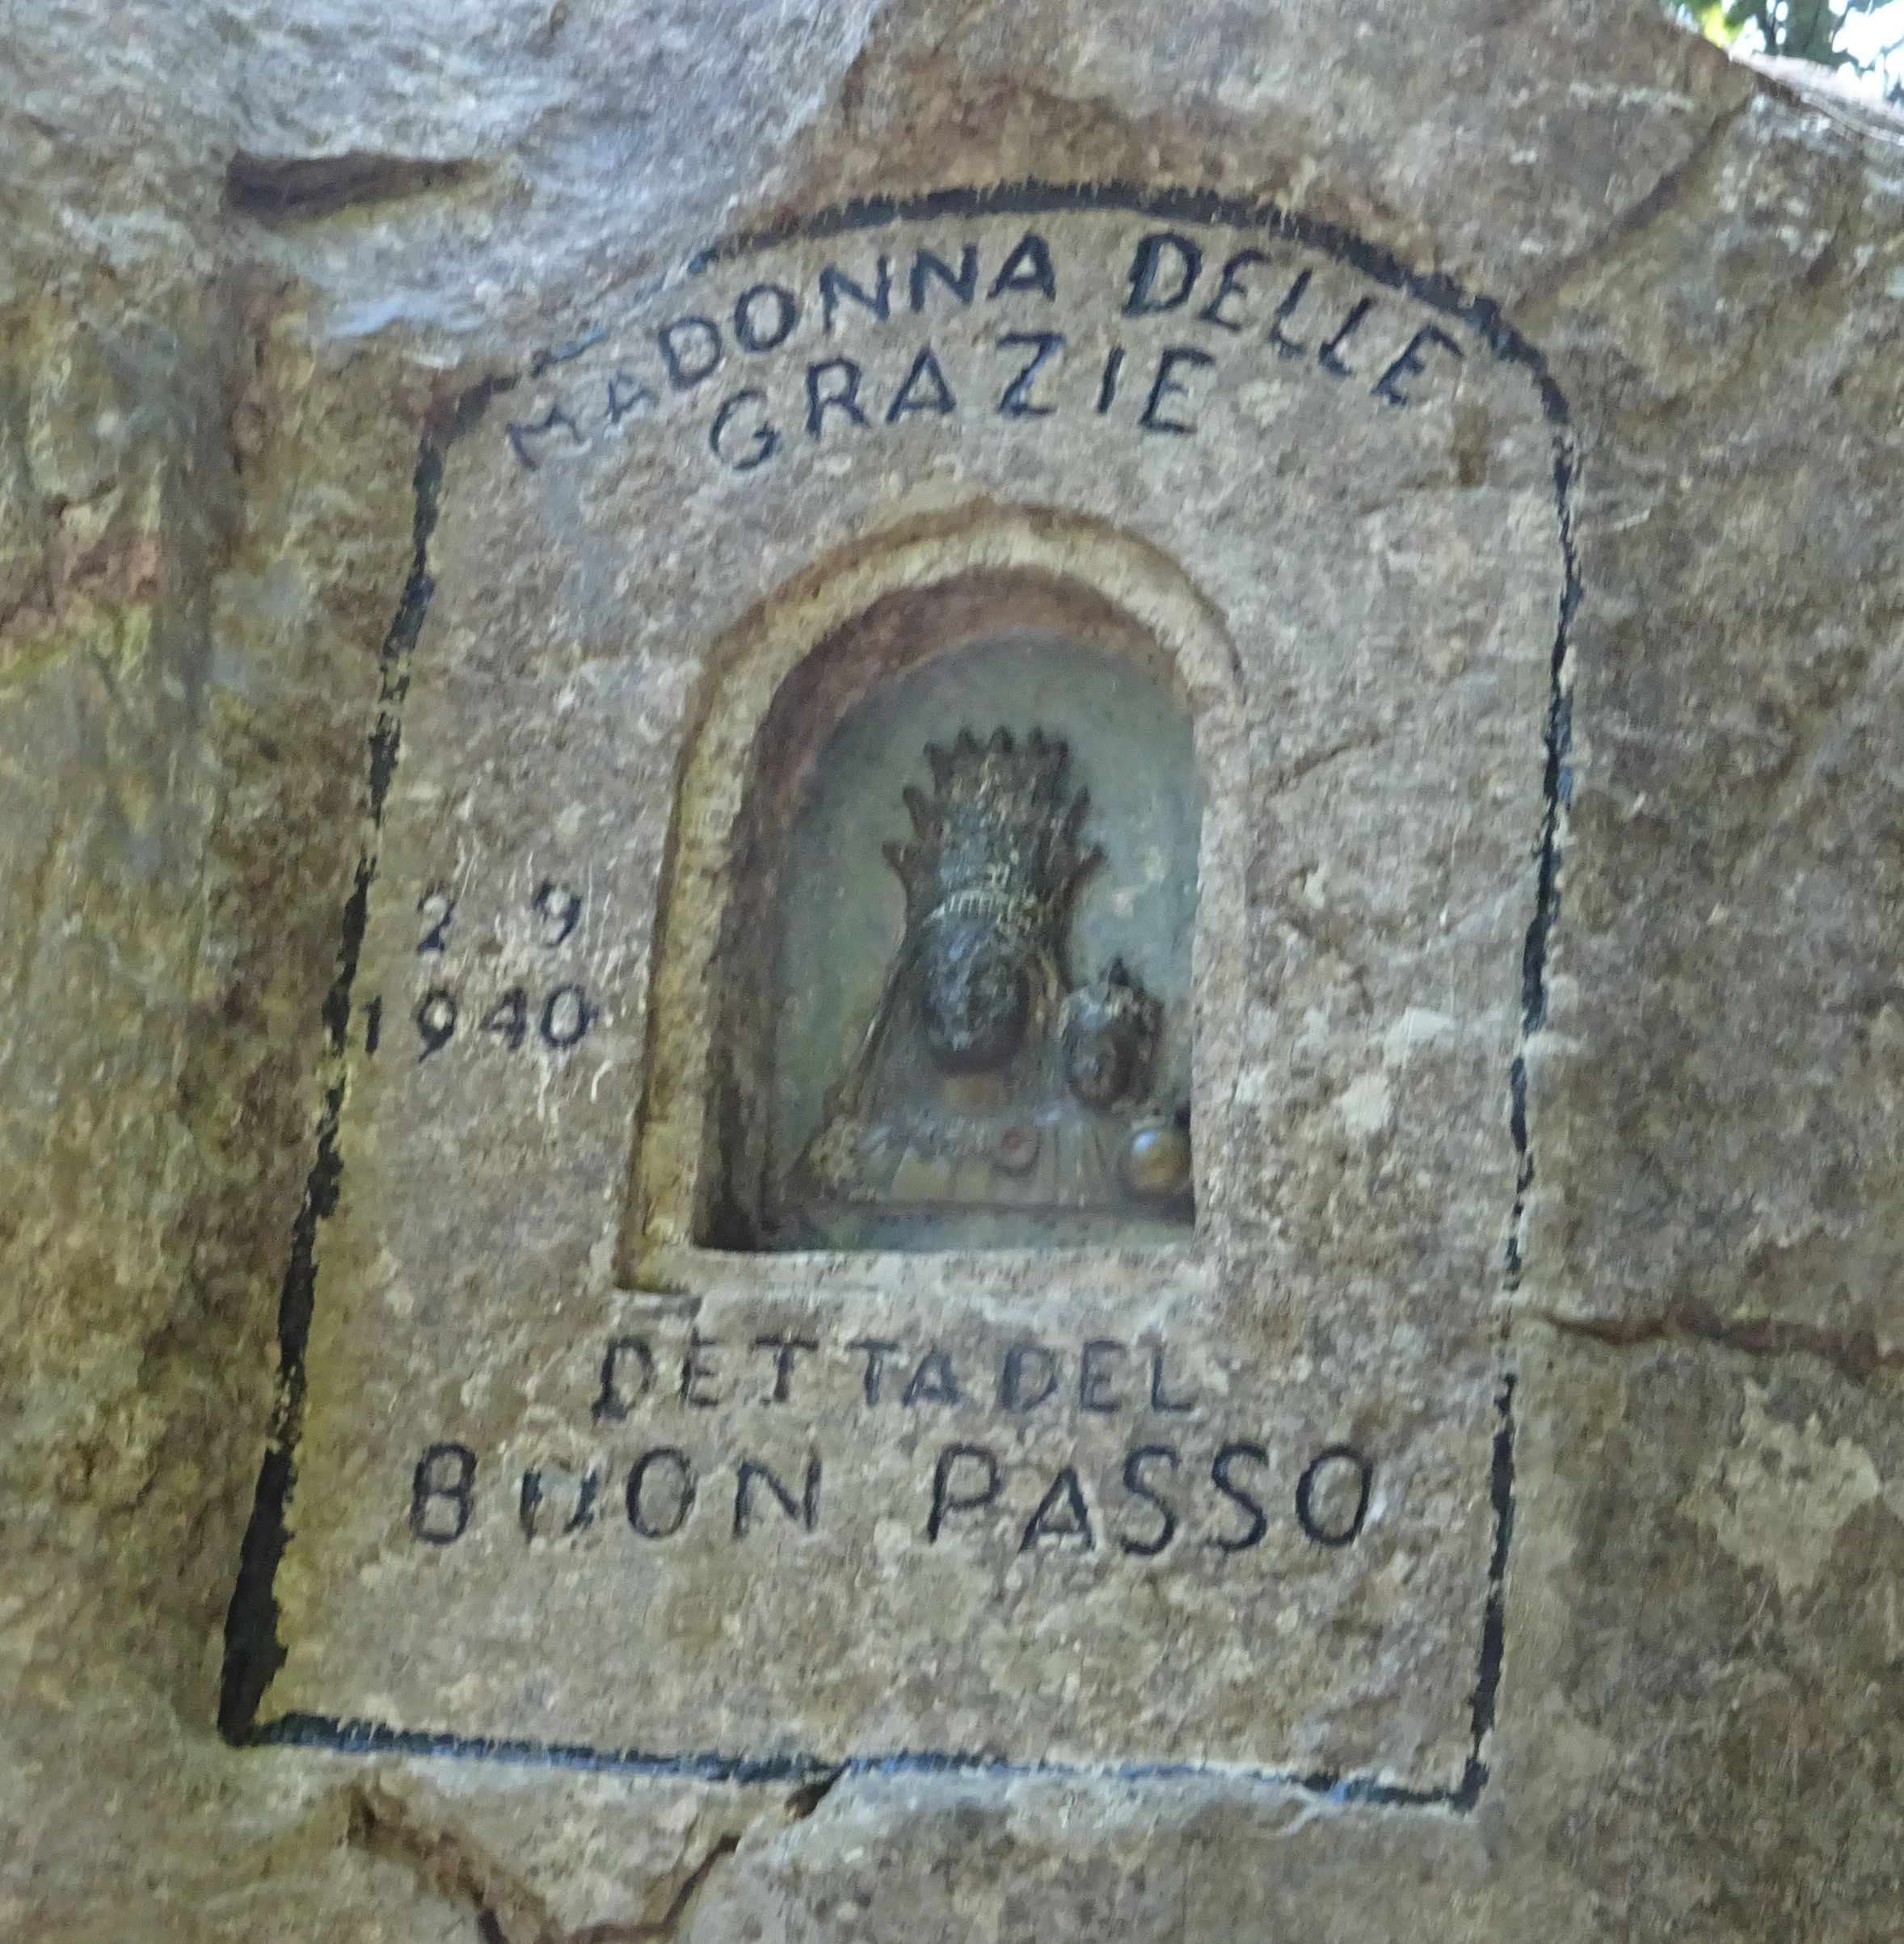 MADONNA DELLE
GRAZIE
2 9
1940
DETTA DEL
BUON PASSO